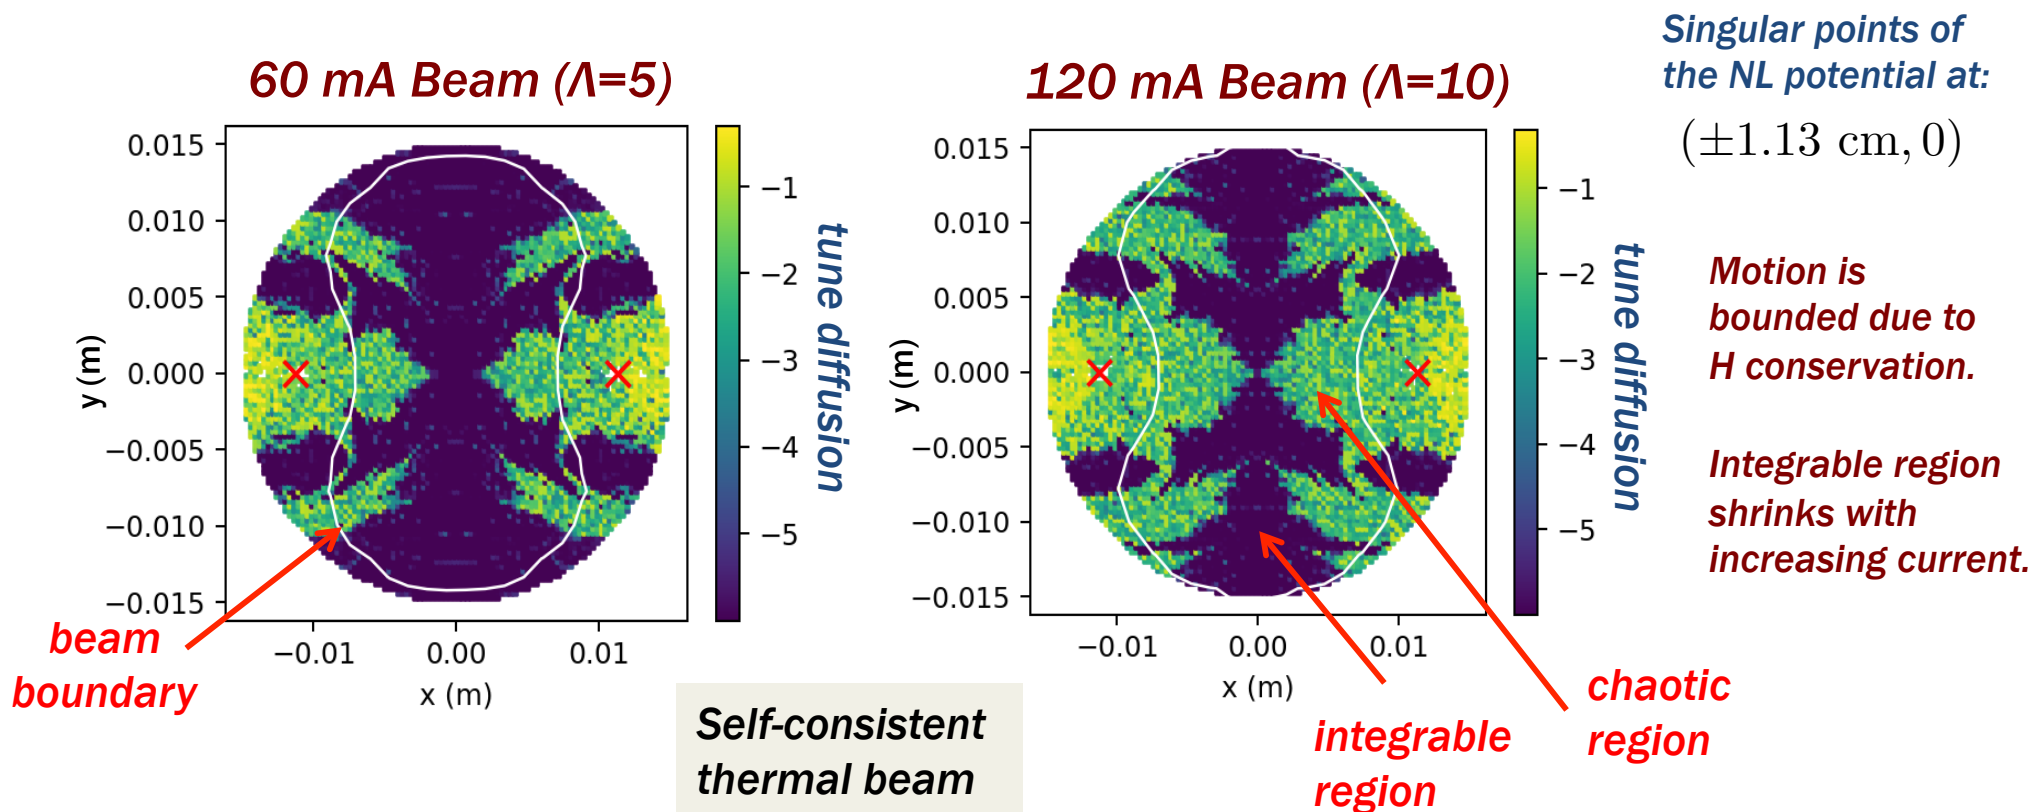 60 mA Beam (Λ=5)
0.015
0.010
0.005
0.000
−0.005
−0.010
−0.015
y (m)
−0.01 0.00 0.01
x (m)
−1
−2
−3
−4
−5
tune diffusion
beam
boundary
120 mA Beam (Λ=10)
0.015
0.010
0.005
0.000
−0.005
−0.010
−0.015
y (m)
−0.01 0.00 0.01
x (m)
−1
−2
−3
−4
−5
tune diffusion
Self-consistent
thermal beam
integrable
region
chaotic
region
Singular points of
the NL potential at:
(±1.13 cm, 0)
Motion is
bounded due to
H conservation.
Integrable region
shrinks with
increasing current.